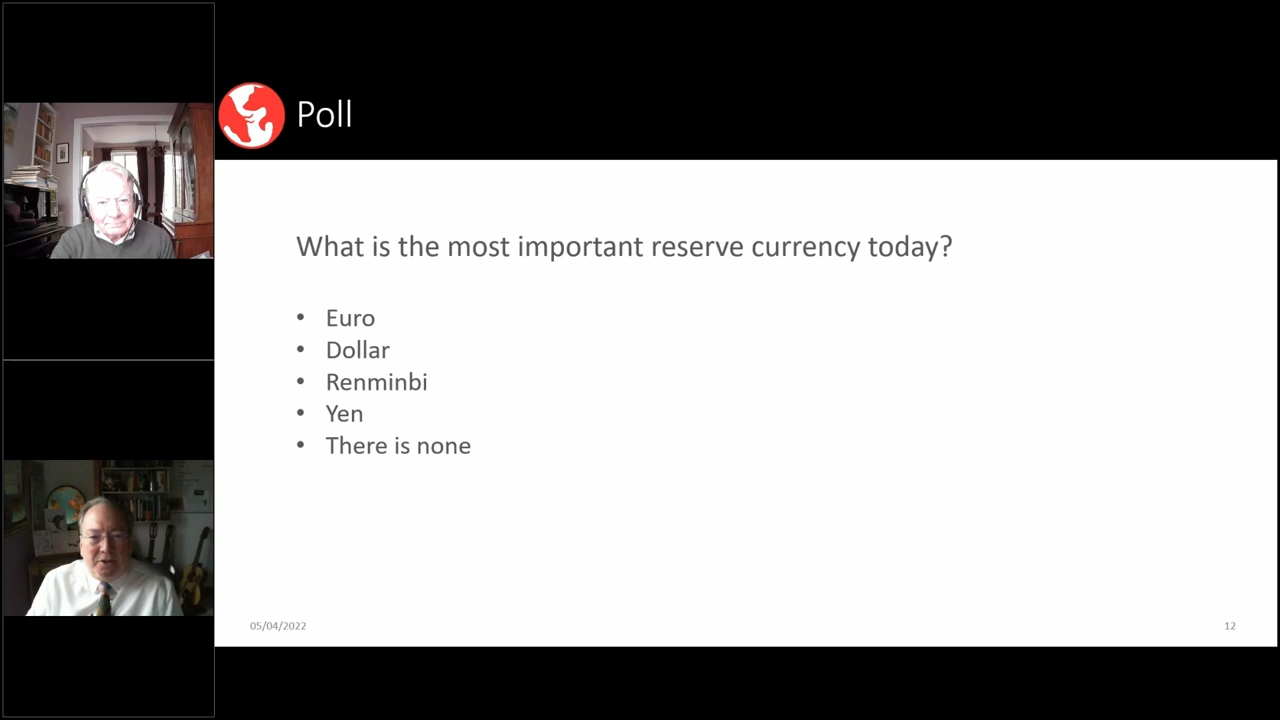 Poll
What is the most important reserve currency today?
• Euro
• Dollar
• Renminbi
• Yen
• There is none
05/04/2022
12